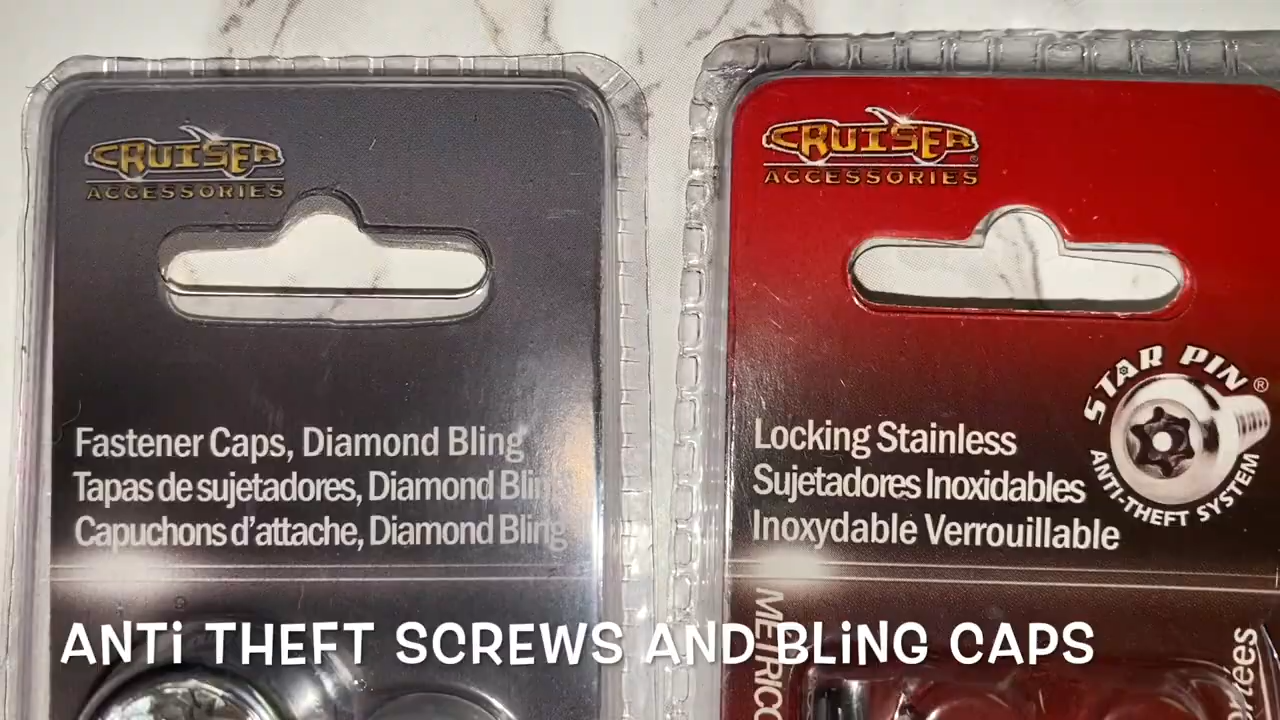 CRUISER
ACCESSORIES
Fastener Caps, Diamond Bling
Tapas de sujetadores, Diamond Bling
Capuchons d'attache, Diamond Bling
CRUISER®
ACCESSORIES
STAR PIN®
ANTI-THEFT SYSTEM
Locking Stainless
Sujetadores Inoxidables
Inoxydable Verrouillable
ANTi THEFT SCREWS AND BLiNG CAPS